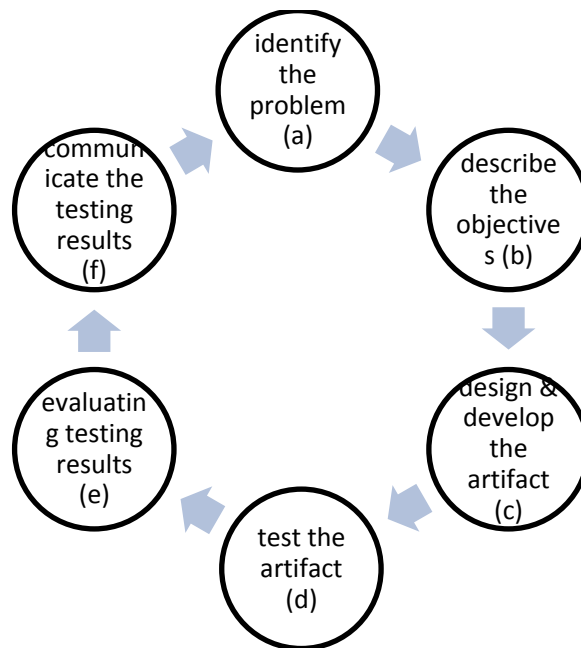 identify
the
problem
(a)
describe
the
objective
s (b)
design &
develop
the
artifact
(c)
test the
artifact
(d)
evaluatin
g testing
results
(e)
commun
icate the
testing
results
(f)